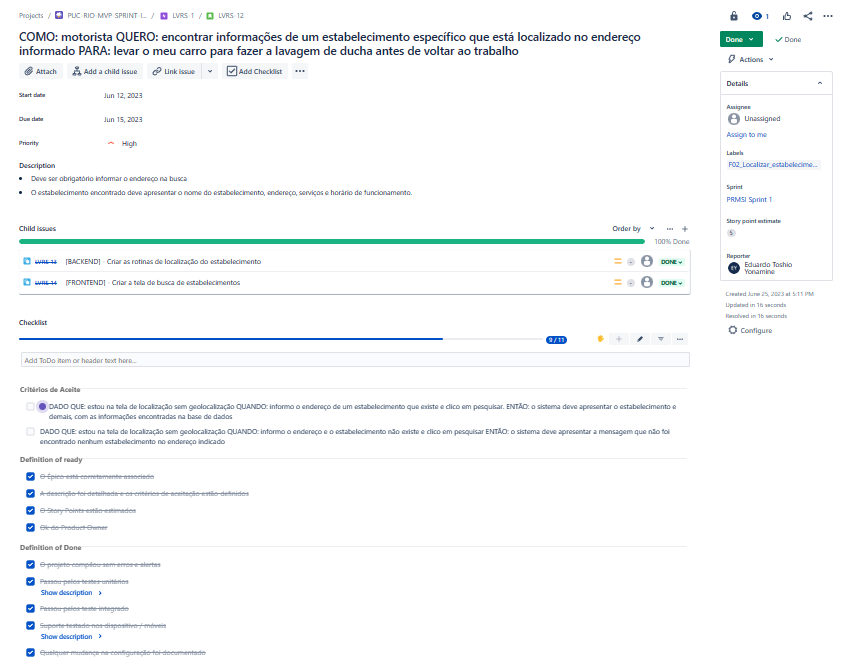 Projects / PUC-RIO-MVP-SPRINT-I... / LVRS-1 / LVRS-12
1
COMO: motorista QUERO: encontrar informações de um estabelecimento específico que está localizado no endereço
informado PARA: levar o meu carro para fazer a lavagem de ducha antes de voltar ao trabalho
Attach Add a child issue Link issue Add Checklist
Start date Jun 12, 2023
Due date Jun 15, 2023
Priority High
Description
Deve ser obrigatório informar o endereço na busca
O estabelecimento encontrado deve apresentar o nome do estabelecimento, endereço, serviços e horário de funcionamento.
Child issues Order by
100% Done
LVRS-13 [BACKEND] - Criar as rotinas de localização do estabelecimento - DONE
LVRS-14 [FRONTEND] - Criar a tela de busca de estabelecimentos - DONE
Checklist
9 / 11
Add ToDo item or header text here...
Critérios de Aceite
DADO QUE: estou na tela de localização sem geolocalização QUANDO: informo o endereço de um estabelecimento que existe e clico em pesquisar. ENTÃO: o sistema deve apresentar o estabelecimento e
demais, com as informações encontradas na base de dados
DADO QUE: estou na tela de localização sem geolocalização QUANDO: informo o endereço e o estabelecimento não existe e clico em pesquisar ENTÃO: o sistema deve apresentar a mensagem que não foi
encontrado nenhum estabelecimento no endereço indicado
Definition of ready
O Épico está corretamente associado
A descrição foi detalhada e os critérios de aceitação estão definidos
O Story Points estão estimados
Ok do Product Owner
Definition of Done
O projeto compilou sem erros e alertas
Passou pelos testes unitários
Show description
Passou pelos teste integrado
Suporte testado nos dispositivo / móveis
Show description
Qualquer mudança na configuração foi documentado
Done Done
Actions
Details
Assignee
Unassigned
Assign to me
Labels
F02_Localizar_estabelecime...
Sprint
PRMSI Sprint 1
Story point estimate
5
Reporter
EY Eduardo Toshio
Yonamine
Created June 25, 2023 at 5:11 PM
Updated in 16 seconds
Resolved in 16 seconds
Configure